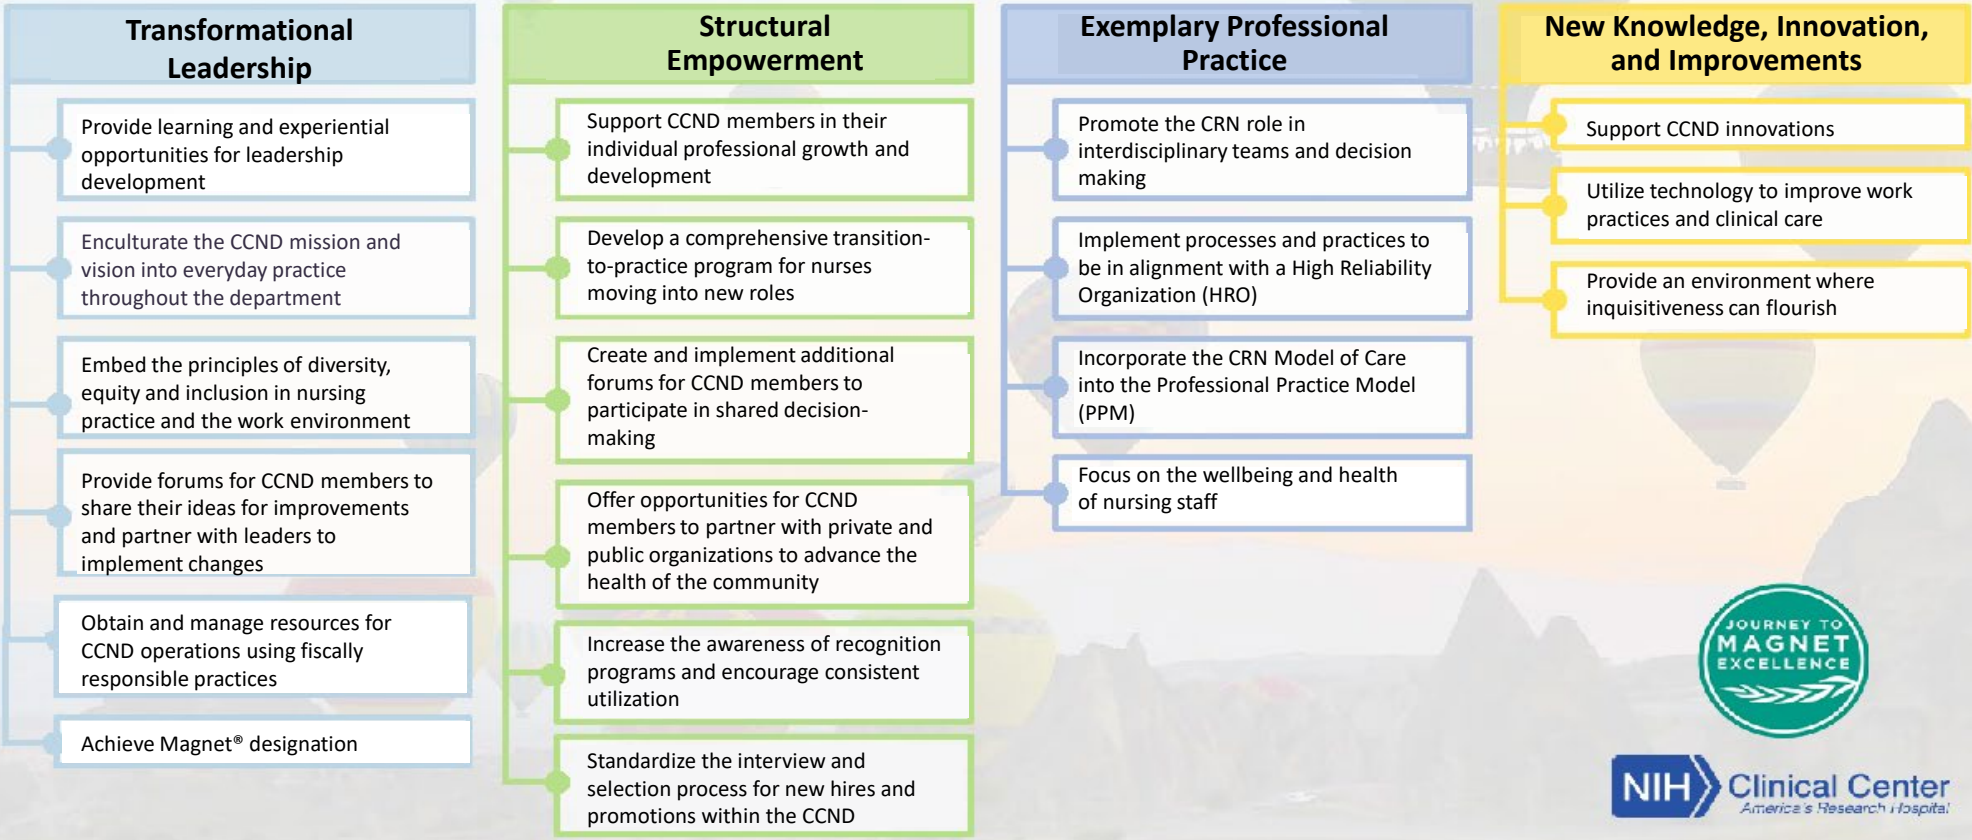 Transformational
Leadership
Provide learning and experiential
opportunities for leadership
development
Enculturate the CCND mission and
vision into everyday practice
throughout the department
Embed the principles of diversity,
equity and inclusion in nursing
practice and the work environment
Provide forums for CCND members to
share their ideas for improvements
and partner with leaders to
implement changes
Obtain and manage resources for
CCND operations using fiscally
responsible practices
Achieve Magnet® designation
Structural
Empowerment
Support CCND members in their
individual professional growth and
development
Develop a comprehensive transition-
to-practice program for nurses
moving into new roles
Create and implement additional
forums for CCND members to
participate in shared decision-
making
Offer opportunities for CCND
members to partner with private and
public organizations to advance the
health of the community
Increase the awareness of recognition
programs and encourage consistent
utilization
Standardize the interview and
selection process for new hires and
promotions within the CCND
Exemplary Professional
Practice
Promote the CRN role in
interdisciplinary teams and decision
making
Implement processes and practices to
be in alignment with a High Reliability
Organization (HRO)
Incorporate the CRN Model of Care
into the Professional Practice Model
(PPM)
Focus on the wellbeing and health
of nursing staff
New Knowledge, Innovation,
and Improvements
Support CCND innovations
Utilize technology to improve work
practices and clinical care
Provide an environment where
inquisitiveness can flourish
JOURNEY TO
MAGNET
EXCELLENCE
NIH Clinical Center
America's Research Hospital